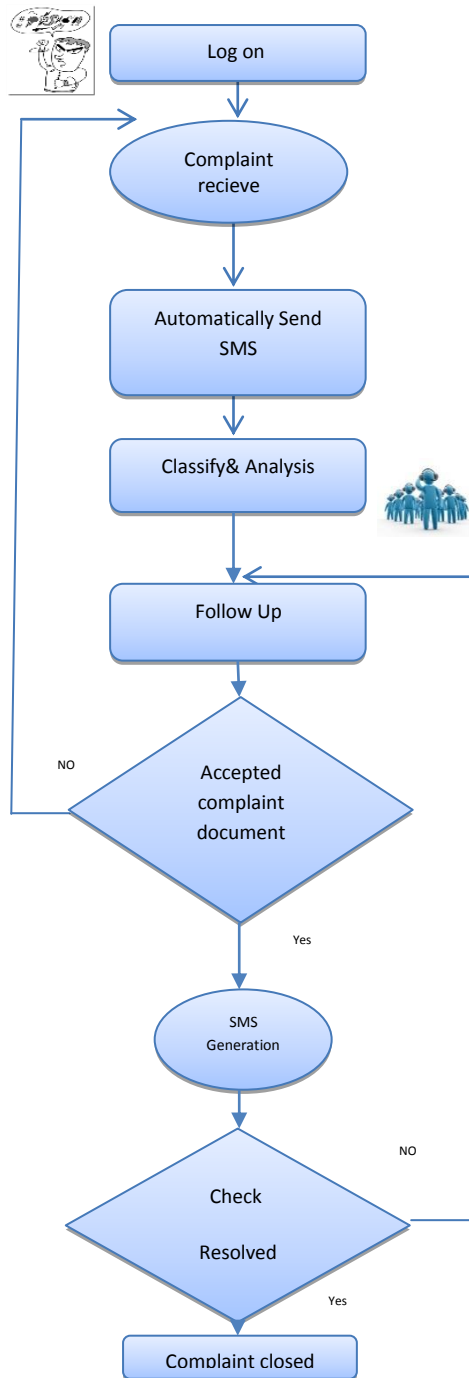 Log on
Complaint
recieve
Automatically Send
SMS
Classify& Analysis
Follow Up
NO
Accepted
complaint
document
Yes
SMS
Generation
NO
Check
Resolved
Yes
Complaint closed